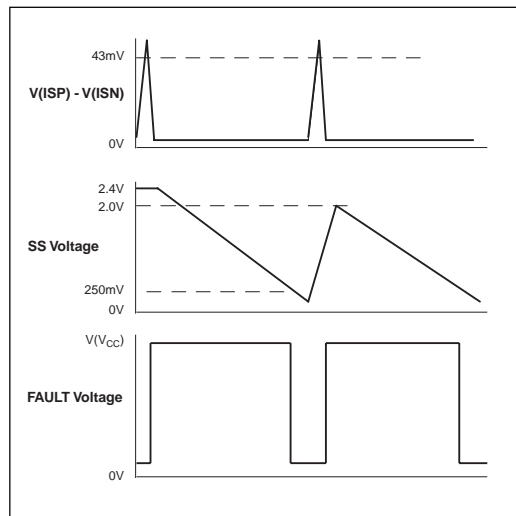 43mV
V(ISP) - V(ISN)
0V
2.4V
2.0V
SS Voltage
250mV
0V
V(VCC)
FAULT Voltage
0V